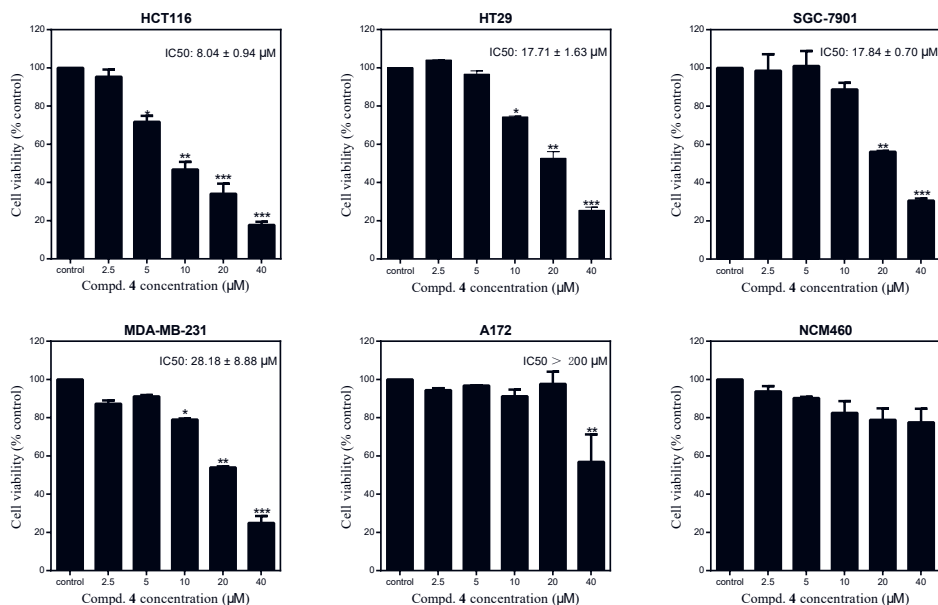 HCT116
IC50: 8.04 ± 0.94 µM
Cell viability (% control)
120
100
80
60
40
20
0
*
**
***
***
control 2.5 5 10 20 40
Compd. 4 concentration (µM)
HT29
IC50: 17.71 ± 1.63 µM
Cell viability (% control)
120
100
80
60
40
20
0
*
**
***
control 2.5 5 10 20 40
Compd. 4 concentration (µM)
SGC-7901
IC50: 17.84 ± 0.70 µM
Cell viability (% control)
120
100
80
60
40
20
0
**
***
control 2.5 5 10 20 40
Compd. 4 concentration (µM)
MDA-MB-231
IC50: 28.18 ± 8.88 µM
Cell viability (% control)
120
100
80
60
40
20
0
*
**
***
control 2.5 5 10 20 40
Compd. 4 concentration (µM)
A172
IC50 > 200 µM
Cell viability (% control)
120
100
80
60
40
20
0
**
control 2.5 5 10 20 40
Compd. 4 concentration (µM)
NCM460
Cell viability (% control)
120
100
80
60
40
20
0
control 2.5 5 10 20 40
Compd. 4 concentration (µM)